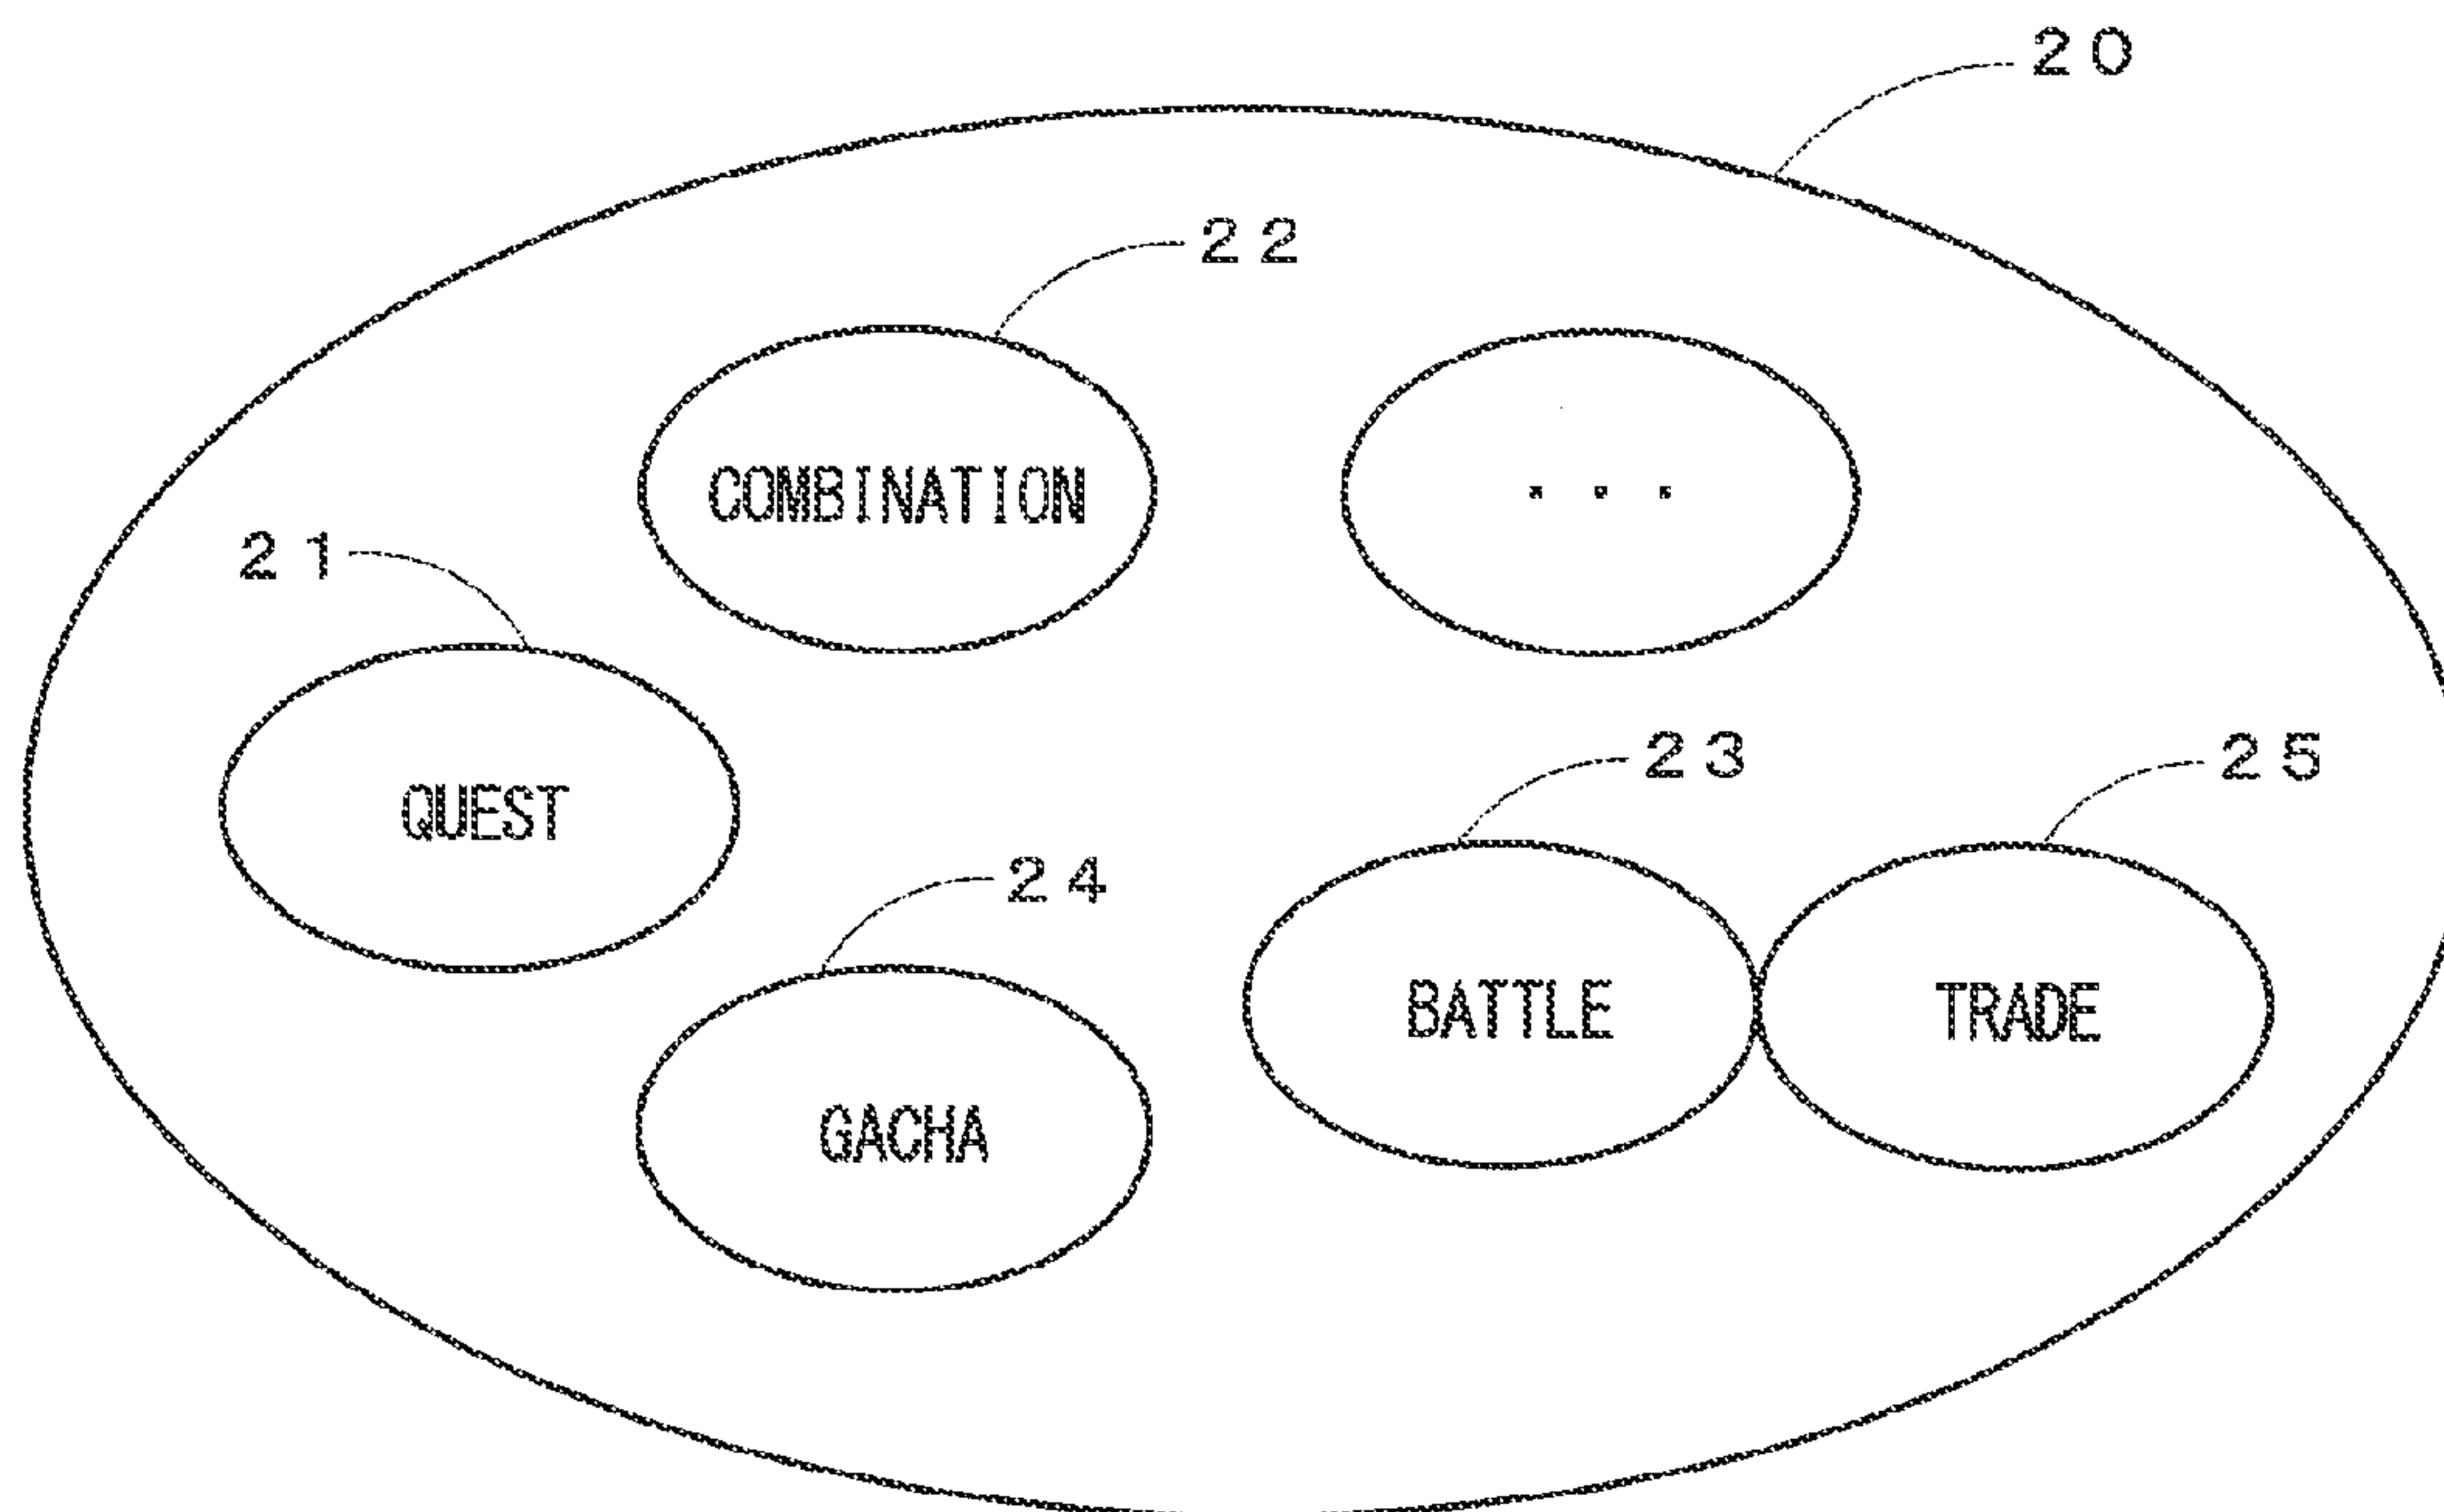 20
22
COMBINATION
...
21
QUEST
23
25
24
BATTLE
TRADE
GACHA